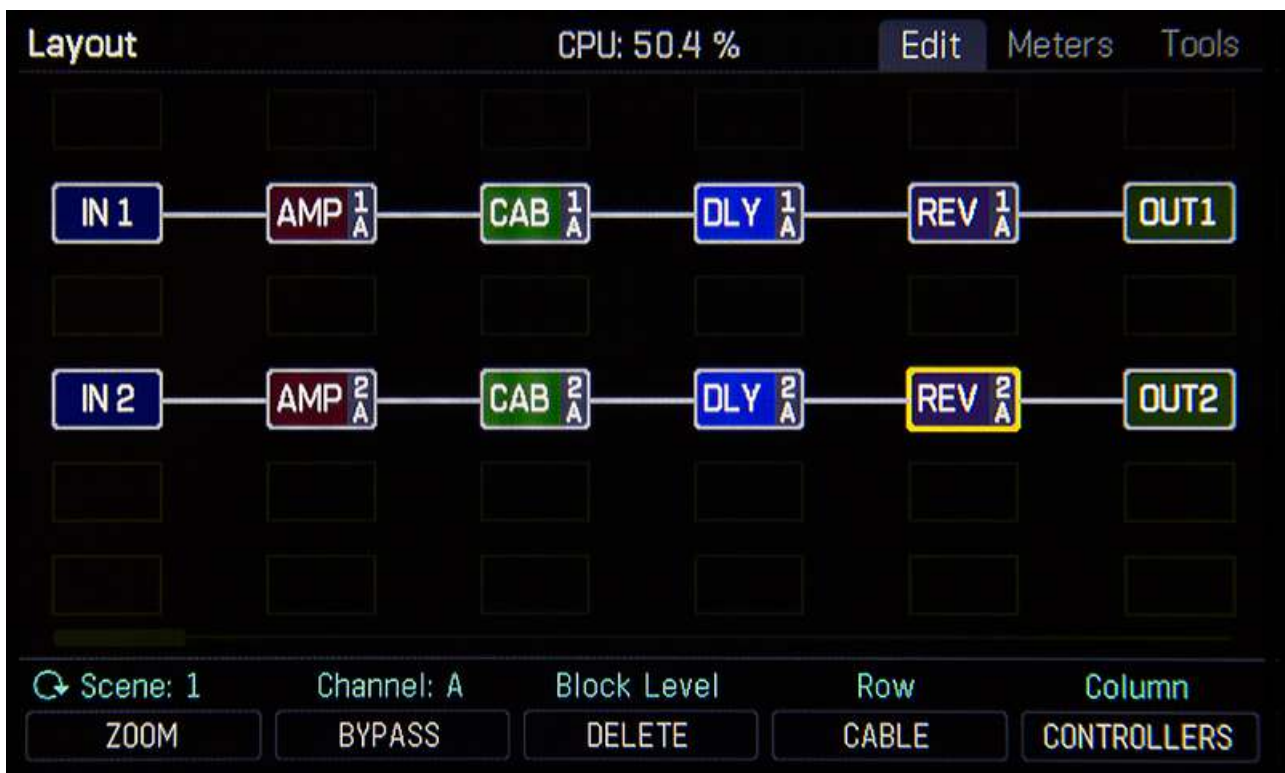 Layout CPU: 50.4 % Edit Meters Tools
IN 1 AMP 1 A CAB 1 A DLY 1 A REV 1 A OUT1
IN 2 AMP 2 A CAB 2 A DLY 2 A REV 2 A OUT2
Scene: 1 Channel: A Block Level Row Column
ZOOM BYPASS DELETE CABLE CONTROLLERS